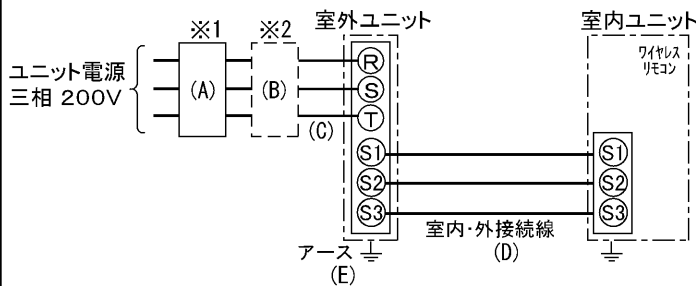 ※1
※2
室外ユニット
室内ユニット
ユニット電源
三相 200V
(A)
(B)
(C)
R
S
T
S1
S2
S3
ワイヤレス
リモコン
S1
S2
S3
室内・外接続線
(D)
アース
(E)